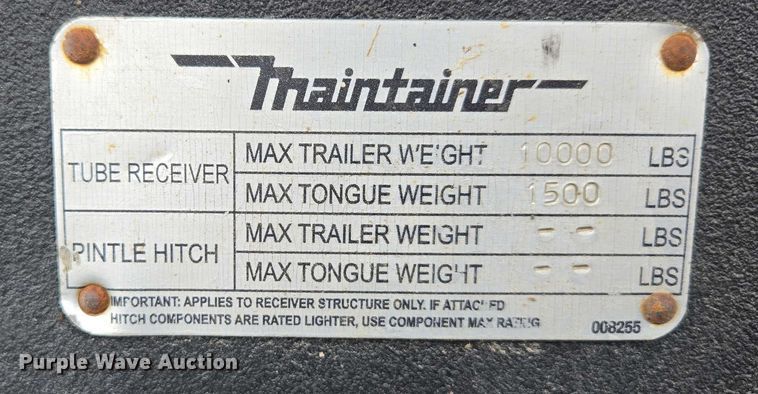 Maintainer
TUBE RECEIVER
MAX TRAILER WEIGHT 10000 LBS
MAX TONGUE WEIGHT 1500 LBS
PINTLE HITCH
MAX TRAILER WEIGHT -- LBS
MAX TONGUE WEIGHT -- LBS
IMPORTANT: APPLIES TO RECEIVER STRUCTURE ONLY. IF ATTACHED
HITCH COMPONENTS ARE RATED LIGHTER, USE COMPONENT MAX RATING
008255
Purple Wave Auction